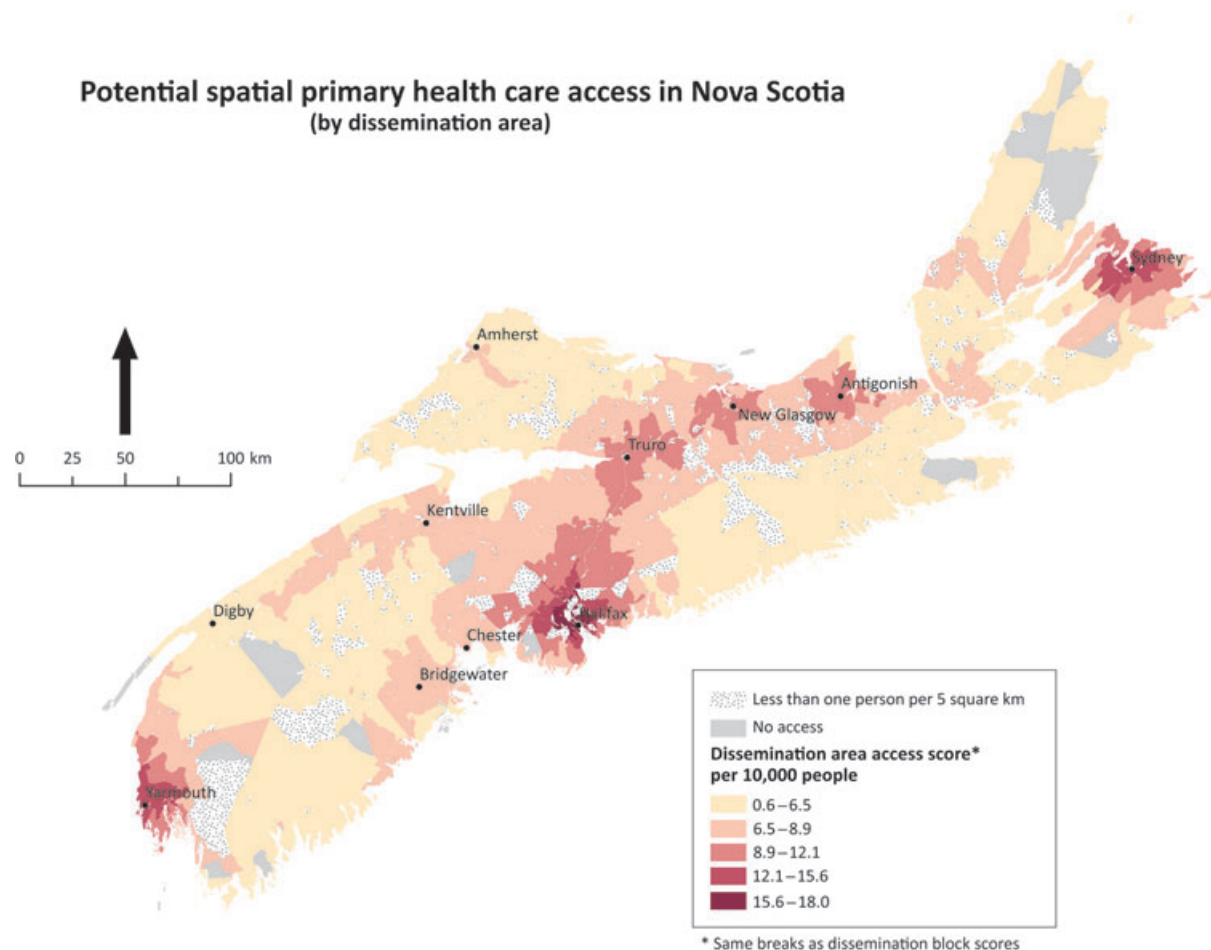 Potential spatial primary health care access in Nova Scotia
(by dissemination area)
Sydney
Amherst
Antigonish
New Glasgow
Truro
0 25 50 100 km
Kentville
Digby
Halifax
Chester
Bridgewater
Yarmouth
Less than one person per 5 square km
No access
Dissemination area access score*
per 10,000 people
0.6–6.5
6.5–8.9
8.9–12.1
12.1–15.6
15.6–18.0
* Same breaks as dissemination block scores